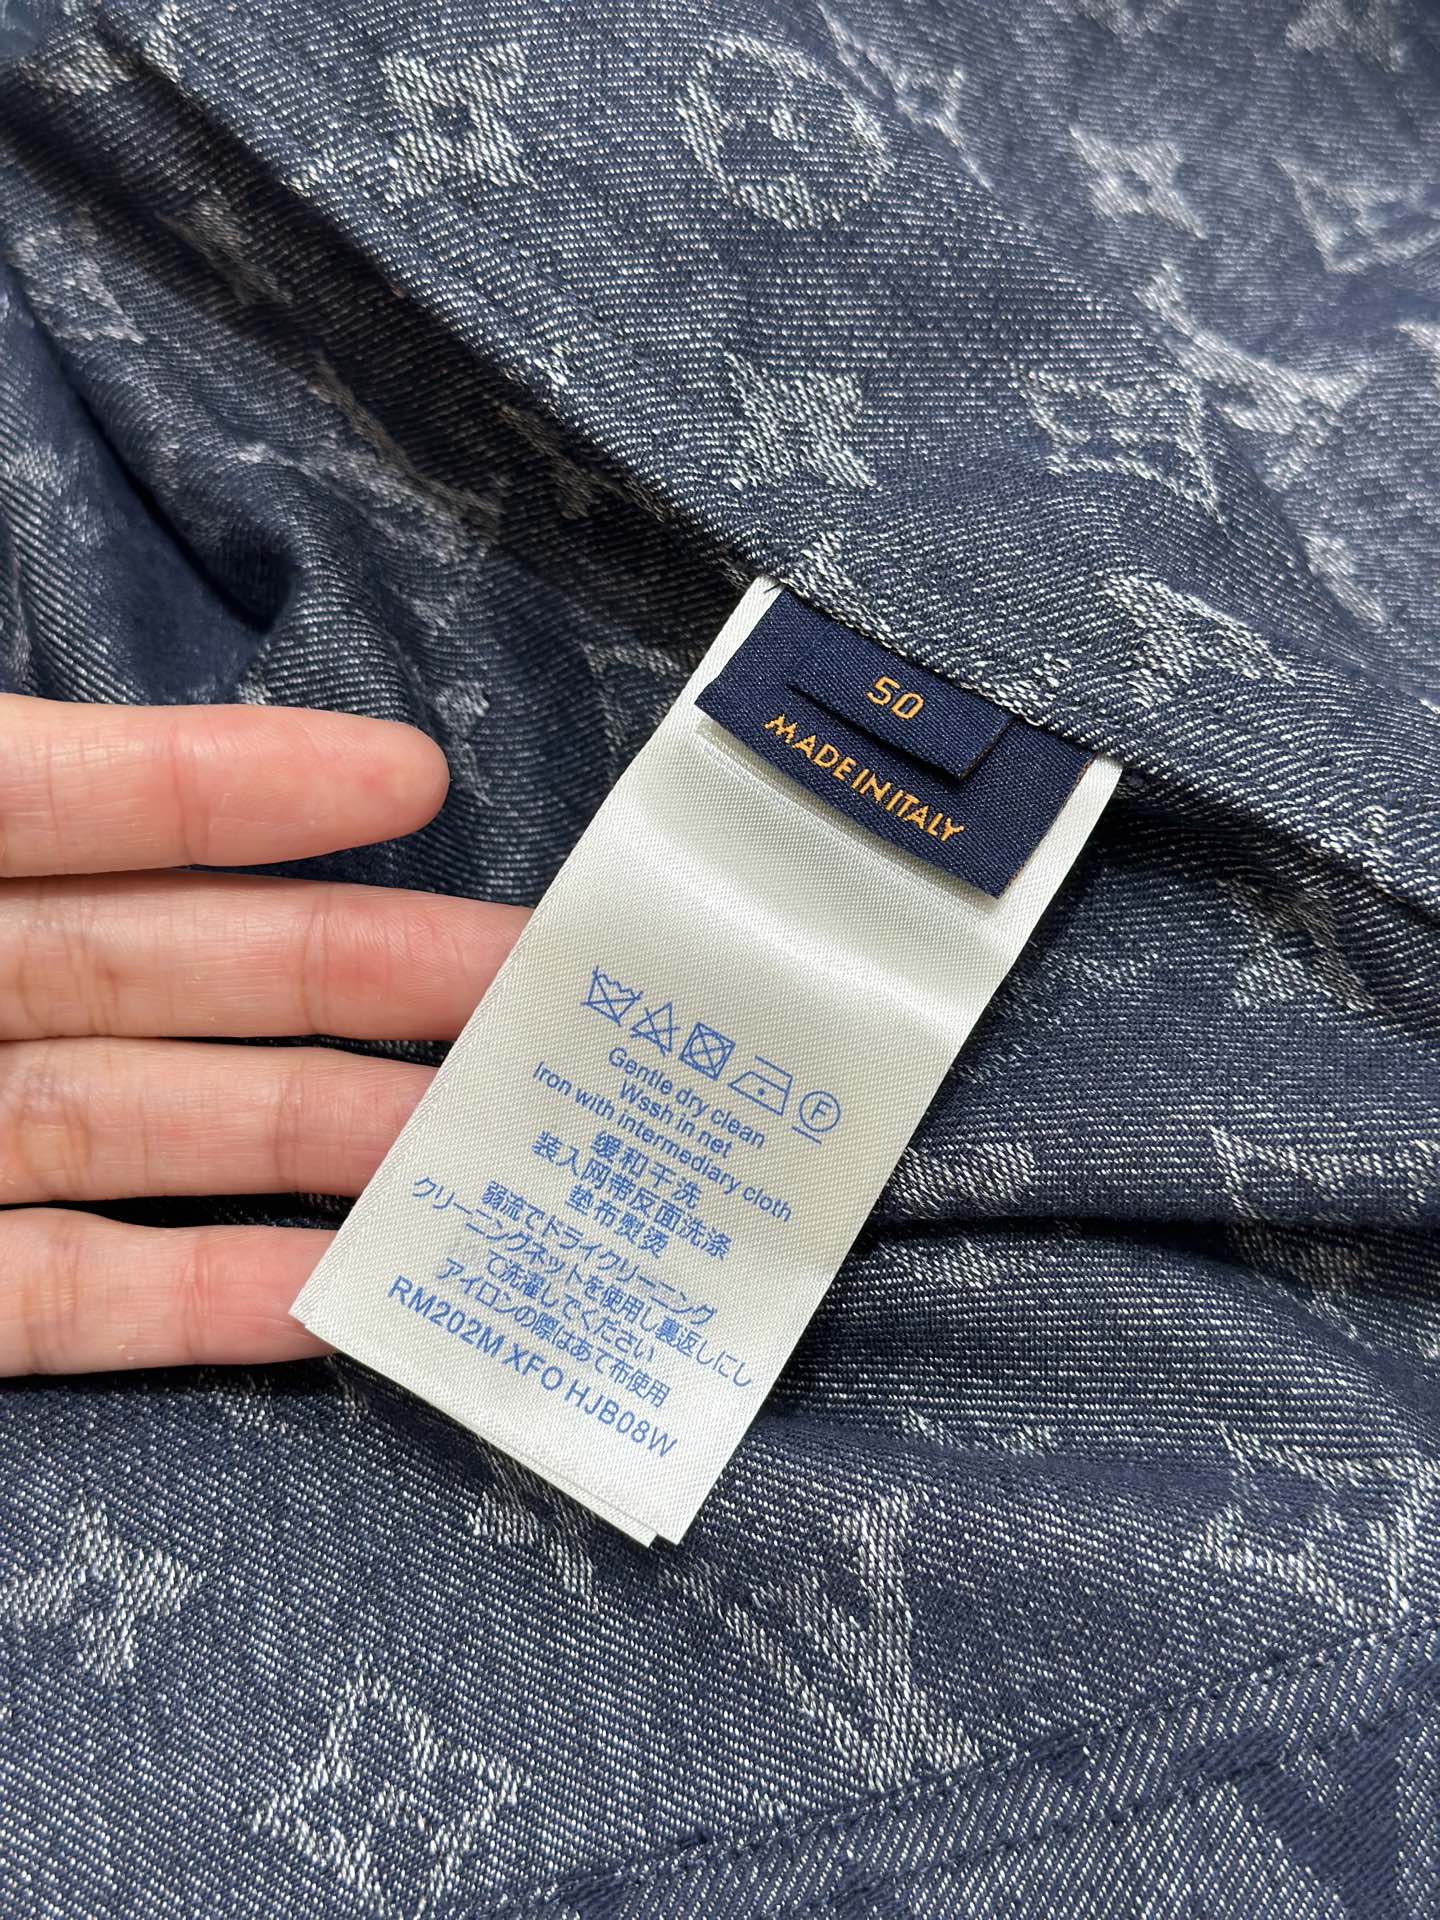 50
MADE IN ITALY
F
Gentle dry clean
Wssh in net
Iron with intermediary cloth
缓和干洗
装入网带反面洗涤
垫布熨烫
弱流でドライクリーニング
クリーニングネットを使用し裏返しにし
て洗濯してください
アイロンの際はあて布使用
RM202M XFO HJB08W